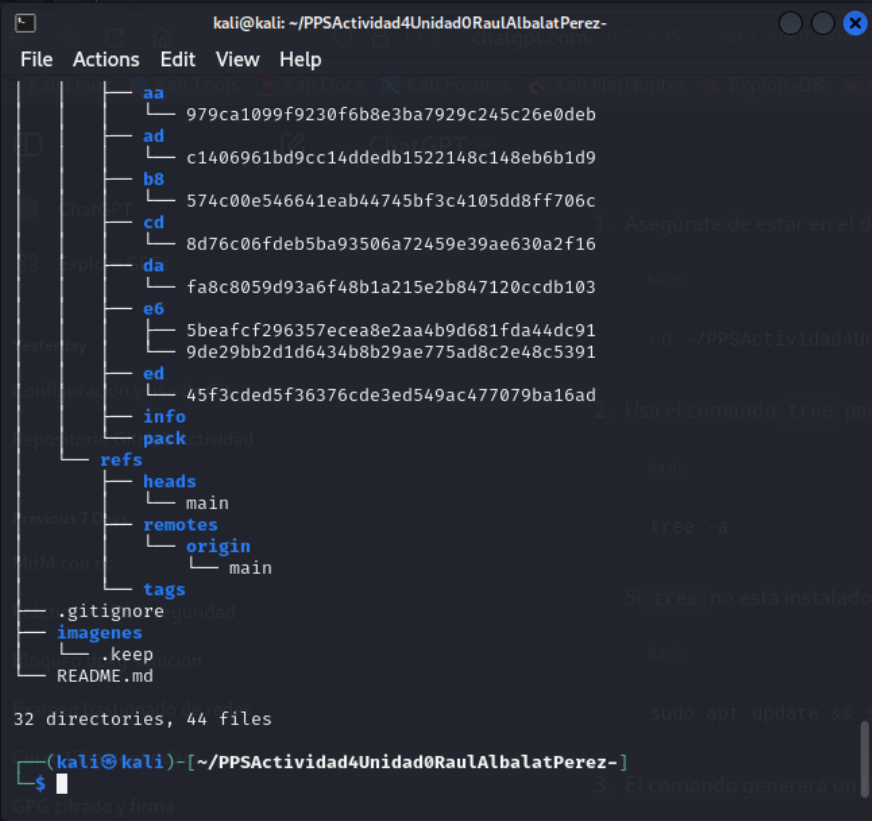 kali@kali: ~/PPSActividad4Unidad0RaulAlbalatPerez-
File Actions Edit View Help
aa
979ca1099f9230f6b8e3ba7929c245c26e0deb
ad
c1406961bd9cc14ddedb1522148c148eb6b1d9
b8
574c00e546641eab44745bf3c4105dd8ff706c
cd
8d76c06fdeb5ba93506a72459e39ae630a2f16
da
fa8c8059d93a6f48b1a215e2b847120ccdb103
e6
5beafcf296357ecea8e2aa4b9d681fda44dc91
9de29bb2d1d6434b8b29ae775ad8c2e48c5391
ed
45f3cded5f36376cde3ed549ac477079ba16ad
info
pack
refs
heads
main
remotes
origin
main
tags
.gitignore
imagenes
.keep
README.md
32 directories, 44 files
(kali㉿kali)-[~/PPSActividad4Unidad0RaulAlbalatPerez-]
$